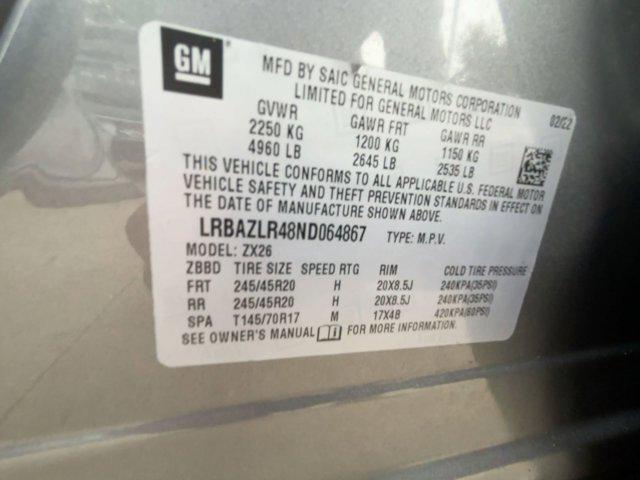 GM
MFD BY SAIC GENERAL MOTORS CORPORATION
LIMITED FOR GENERAL MOTORS LLC
02/22
GVWR GAWR FRT GAWR RR
2250 KG 1200 KG 1150 KG
4960 LB 2645 LB 2535 LB
THIS VEHICLE CONFORMS TO ALL APPLICABLE U.S. FEDERAL MOTOR
VEHICLE SAFETY AND THEFT PREVENTION STANDARDS IN EFFECT ON
THE DATE OF MANUFACTURE SHOWN ABOVE.
LRBAZLR48ND064867 TYPE: M.P.V.
MODEL: ZX26
ZBBD TIRE SIZE SPEED RTG RIM COLD TIRE PRESSURE
FRT 245/45R20 H 20X8.5J 240KPA(35PSI)
RR 245/45R20 H 20X8.5J 240KPA(35PSI)
SPA T145/70R17 M 17X4B 420KPA(60PSI)
SEE OWNER'S MANUAL FOR MORE INFORMATION.